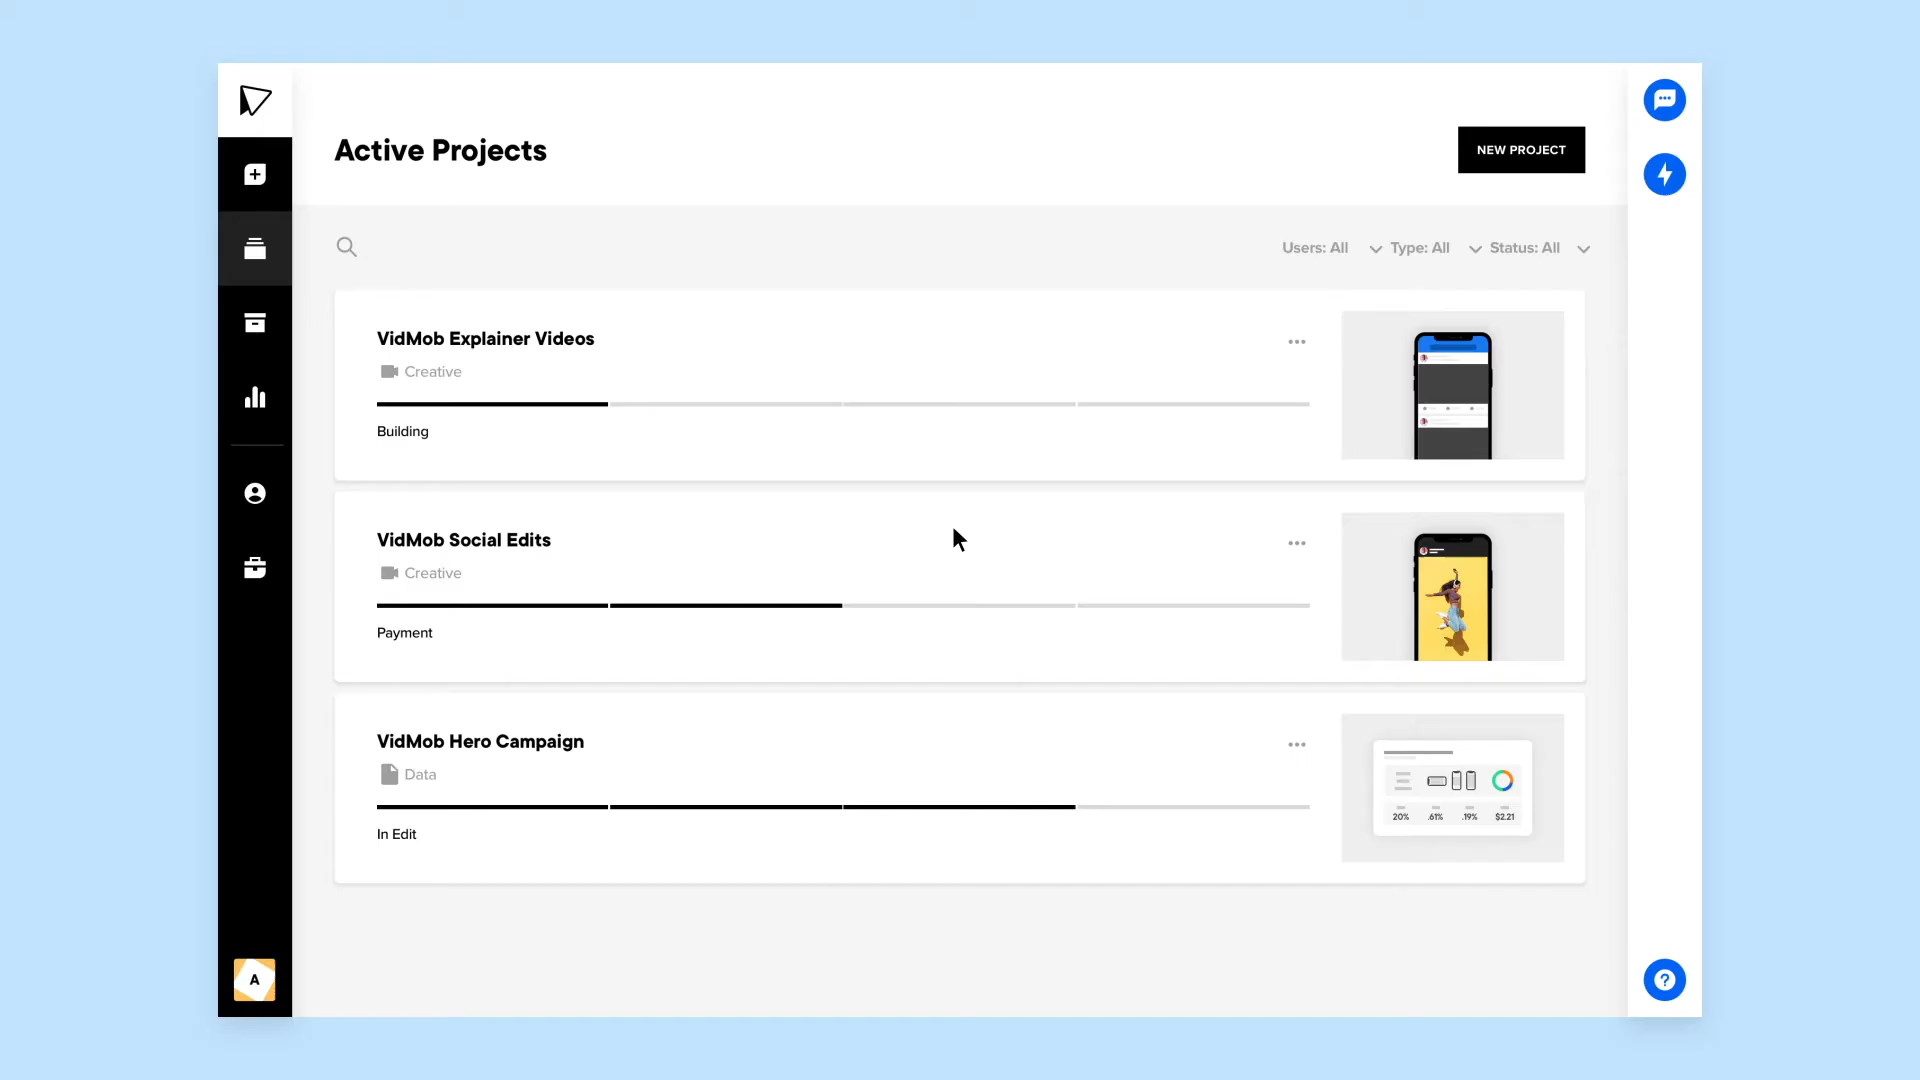 Active Projects
NEW PROJECT
Users: All
Type: All
Status: All
VidMob Explainer Videos
Creative
Building
VidMob Social Edits
Creative
Payment
VidMob Hero Campaign
Data
In Edit
20% .61% .19% $2.21
A
?